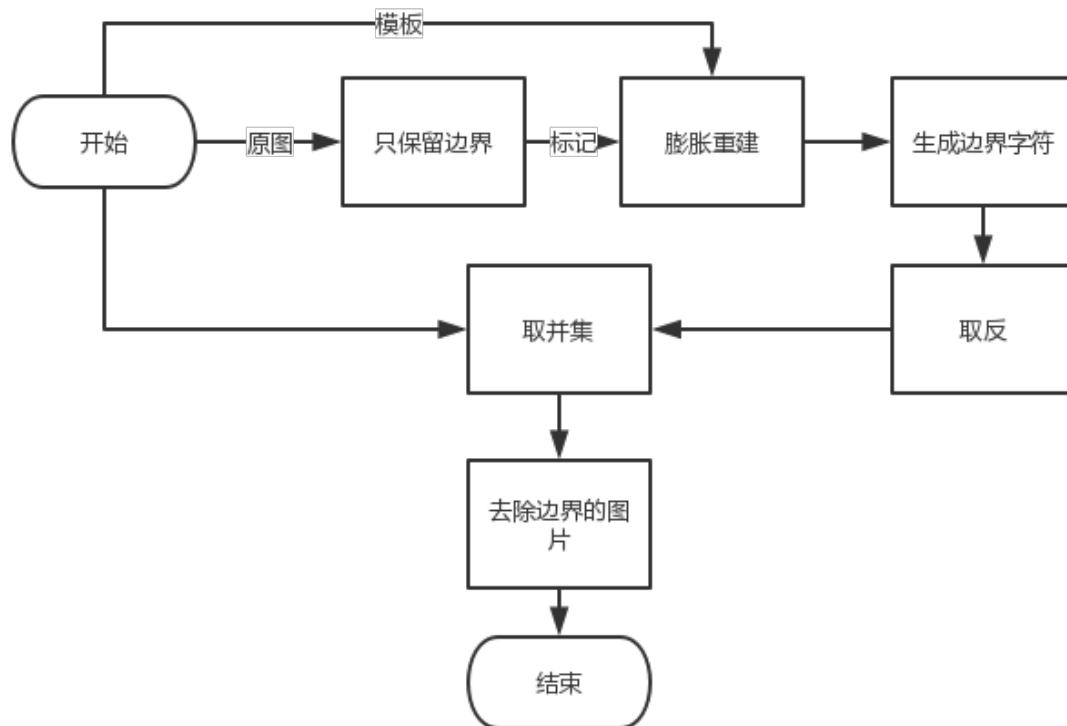 模板
开始
原图
只保留边界
标记
膨胀重建
生成边界字符
取并集
取反
去除边界的图
片
结束